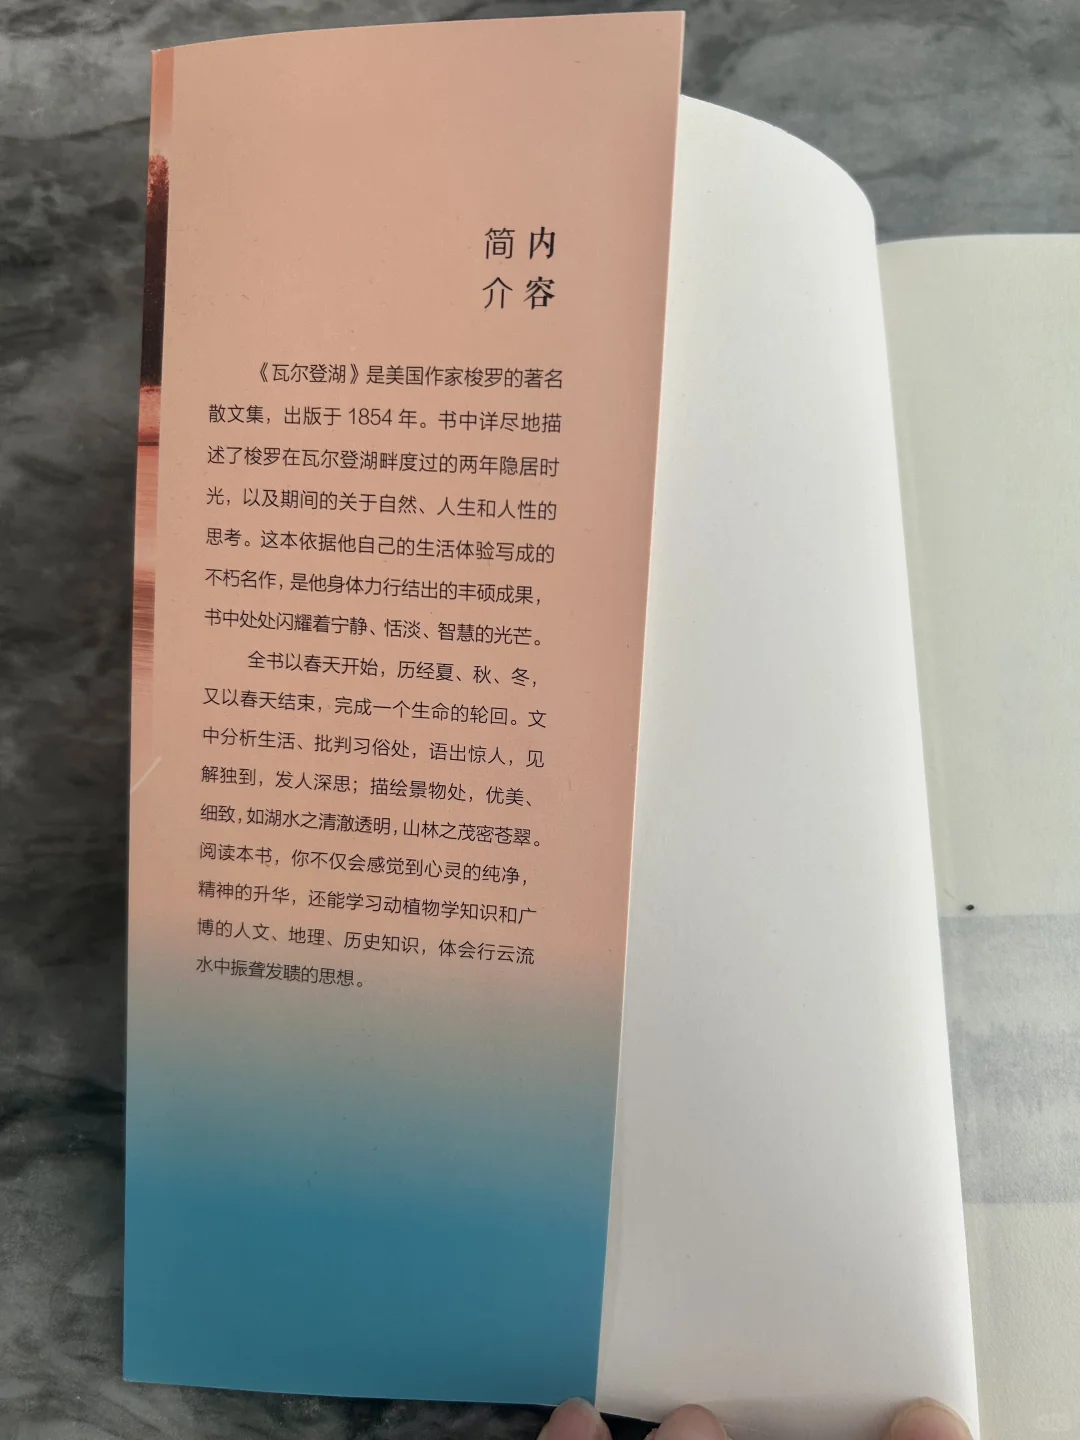 内容
简介
《瓦尔登湖》是美国作家梭罗的著名
散文集，出版于 1854 年。书中详尽地描
述了梭罗在瓦尔登湖畔度过的两年隐居时
光，以及期间的关于自然、人生和人性的
思考。这本依据他自己的生活体验写成的
不朽名作，是他身体力行结出的丰硕成果，
书中处处闪耀着宁静、恬淡、智慧的光芒。
全书以春天开始，历经夏、秋、冬，
又以春天结束，完成一个生命的轮回。文
中分析生活、批判习俗处，语出惊人，见
解独到，发人深思；描绘景物处，优美、
细致，如湖水之清澈透明，山林之茂密苍翠。
阅读本书，你不仅会感觉到心灵的纯净，
精神的升华，还能学习动植物学知识和广
博的人文、地理、历史知识，体会行云流
水中振聋发聩的思想。